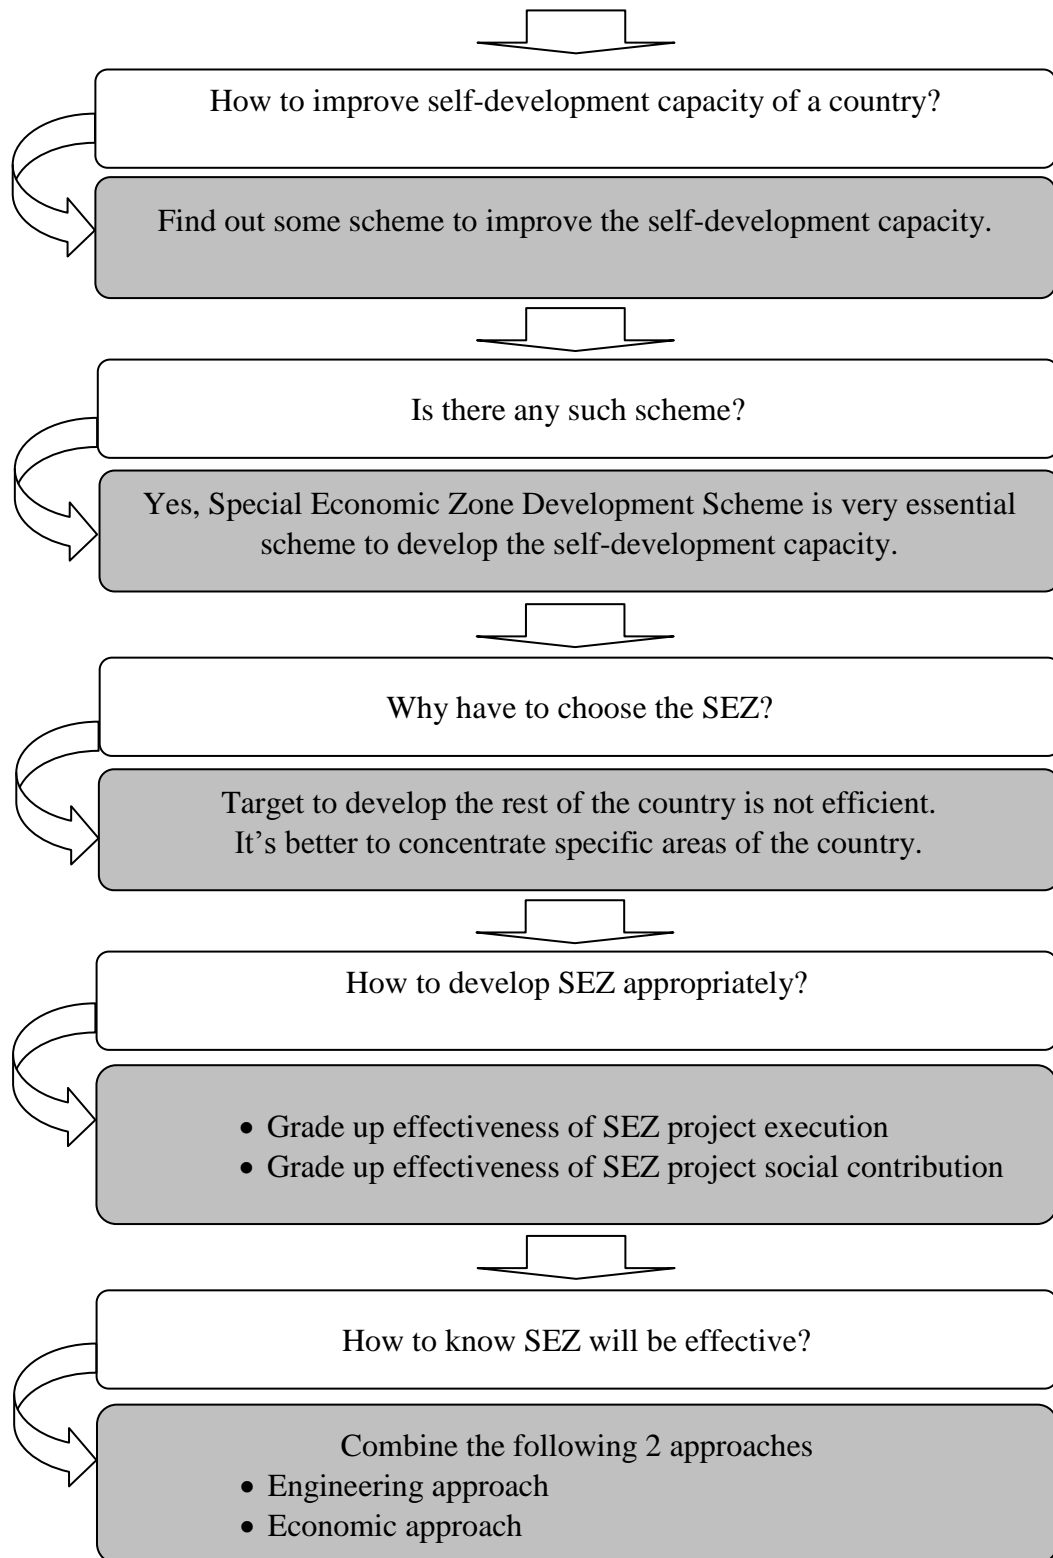 How to improve self-development capacity of a country?
Find out some scheme to improve the self-development capacity.
Is there any such scheme?
Yes, Special Economic Zone Development Scheme is very essential
scheme to develop the self-development capacity.
Why have to choose the SEZ?
Target to develop the rest of the country is not efficient.
It’s better to concentrate specific areas of the country.
How to develop SEZ appropriately?
• Grade up effectiveness of SEZ project execution
• Grade up effectiveness of SEZ project social contribution
How to know SEZ will be effective?
Combine the following 2 approaches
• Engineering approach
• Economic approach